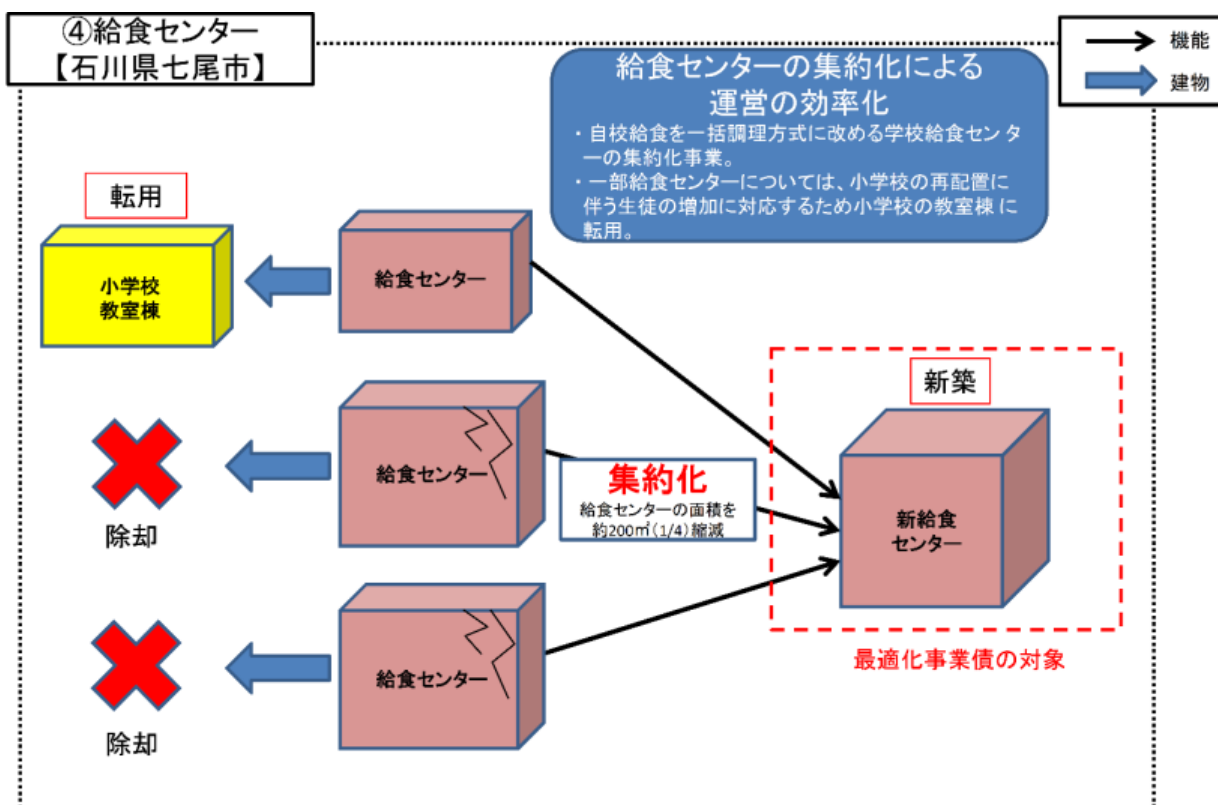 ④給食センター
【石川県七尾市】
機能
建物
給食センターの集約化による
運営の効率化
・自校給食を一括調理方式に改める学校給食センタ
ーの集約化事業。
・一部給食センターについては、小学校の再配置に
伴う生徒の増加に対応するため小学校の教室棟に
転用。
転用
小学校
教室棟
給食センター
新築
除却
給食センター
集約化
給食センターの面積を
約200㎡(1/4)縮減
新給食
センター
除却
給食センター
最適化事業債の対象